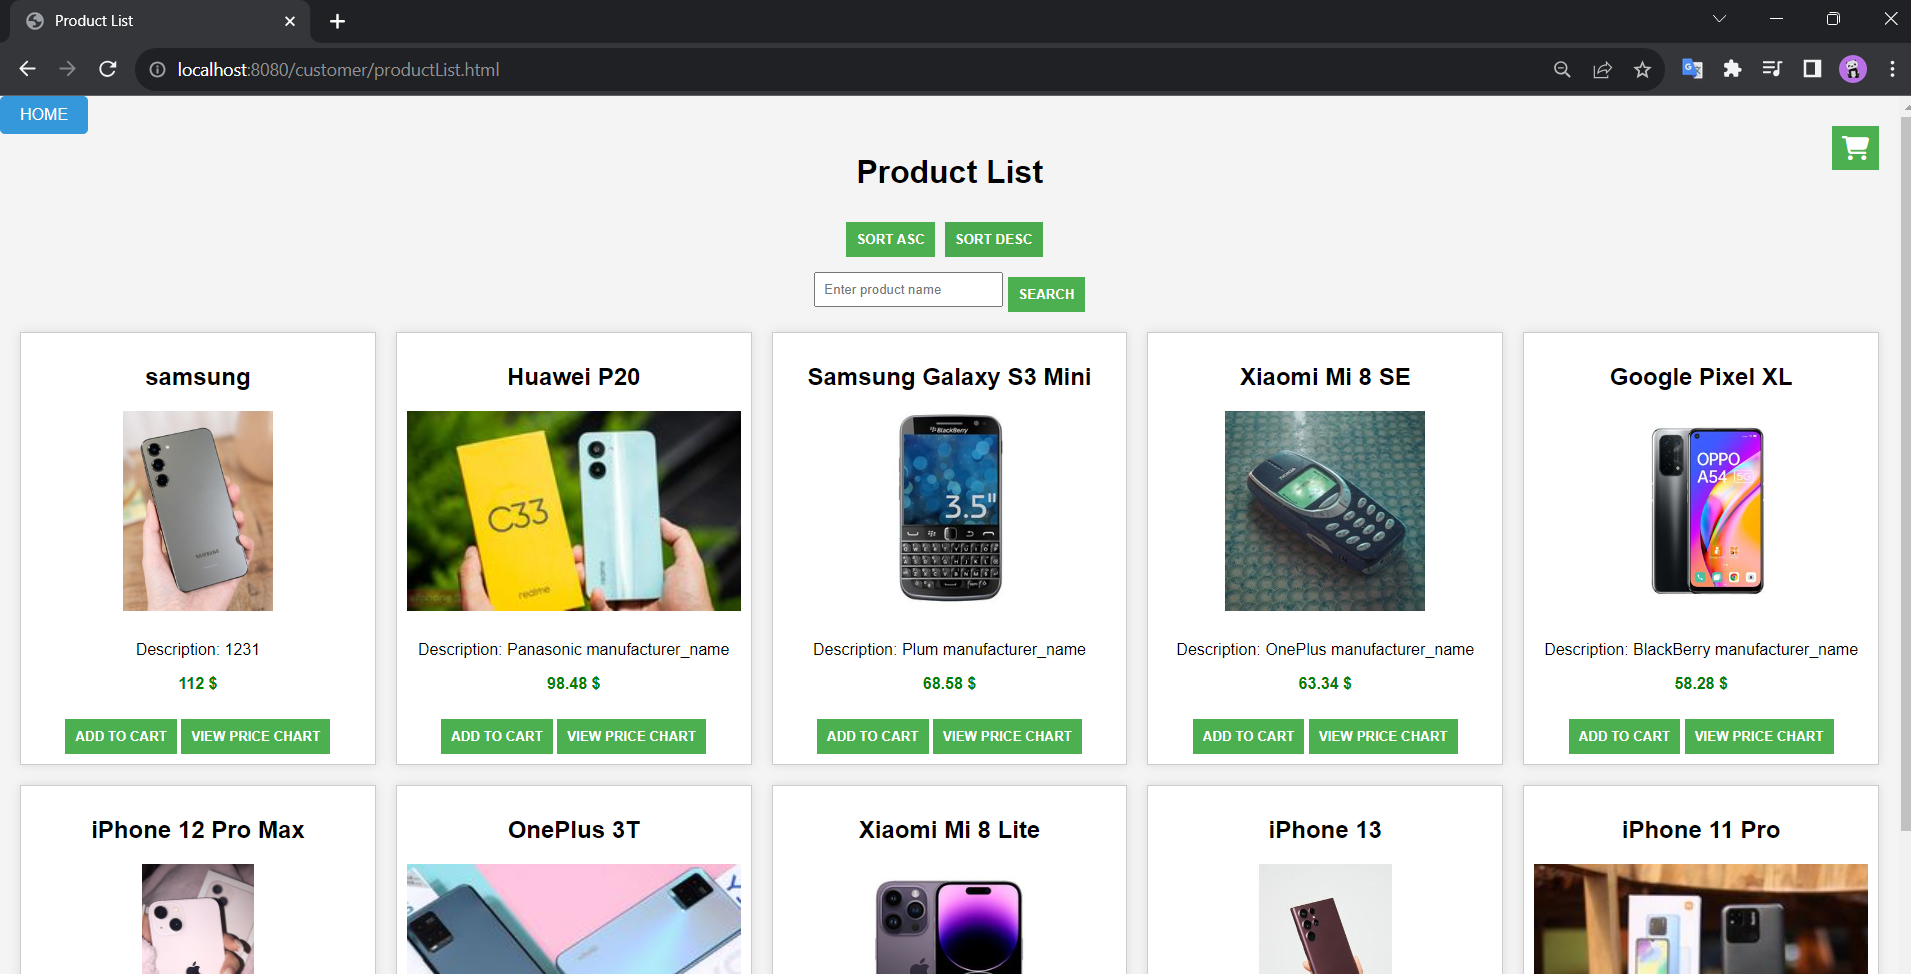 Product List
localhost:8080/customer/productList.html
HOME
Product List
SORT ASC SORT DESC
Enter product name SEARCH
samsung
SAMSUNG
Description: 1231
112 $
ADD TO CART VIEW PRICE CHART
Huawei P20
C33
realme
realme
Description: Panasonic manufacturer_name
98.48 $
ADD TO CART VIEW PRICE CHART
Samsung Galaxy S3 Mini
BlackBerry
3.5"
Description: Plum manufacturer_name
68.58 $
ADD TO CART VIEW PRICE CHART
Xiaomi Mi 8 SE
NOKIA
Description: OnePlus manufacturer_name
63.34 $
ADD TO CART VIEW PRICE CHART
Google Pixel XL
OPPO
A54 5G
Description: BlackBerry manufacturer_name
58.28 $
ADD TO CART VIEW PRICE CHART
iPhone 12 Pro Max
OnePlus 3T
Xiaomi Mi 8 Lite
iPhone 13
iPhone 11 Pro